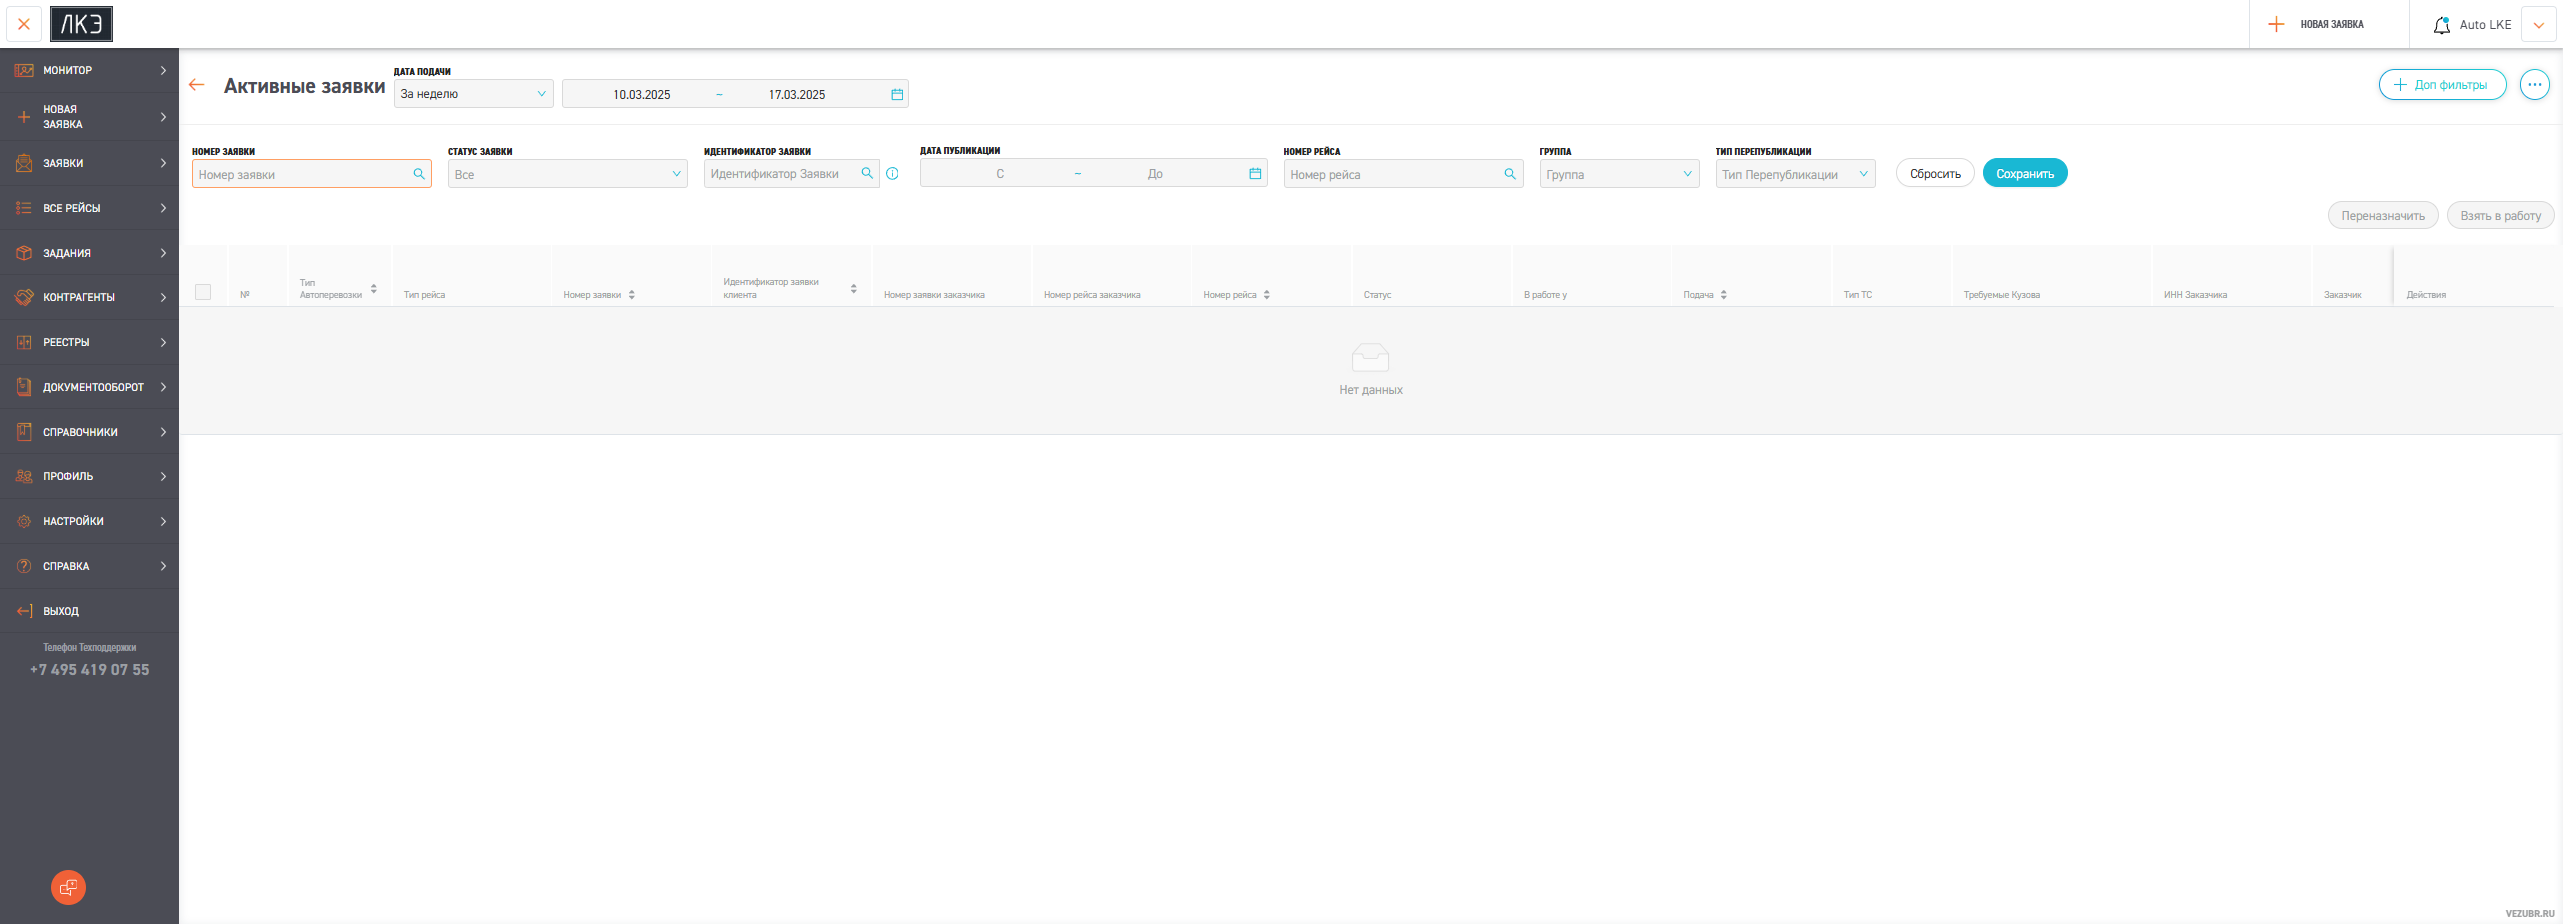 ЛКЭ
НОВАЯ ЗАЯВКА
Auto LKE
МОНИТОР
НОВАЯ
ЗАЯВКА
ЗАЯВКИ
ВСЕ РЕЙСЫ
ЗАДАНИЯ
КОНТРАГЕНТЫ
РЕЕСТРЫ
ДОКУМЕНТООБОРОТ
СПРАВОЧНИКИ
ПРОФИЛЬ
НАСТРОЙКИ
СПРАВКА
ВЫХОД
Телефон Техподдержки
+7 495 419 07 55
Активные заявки
ДАТА ПОДАЧИ
За неделю
10.03.2025 ~ 17.03.2025
Доп фильтры
НОМЕР ЗАЯВКИ
Номер заявки
СТАТУС ЗАЯВКИ
Все
ИДЕНТИФИКАТОР ЗАЯВКИ
Идентификатор Заявки
ДАТА ПУБЛИКАЦИИ
С ~ До
НОМЕР РЕЙСА
Номер рейса
ГРУППА
Группа
ТИП ПЕРЕПУБЛИКАЦИИ
Тип Перепубликации
Сбросить
Сохранить
Переназначить
Взять в работу
№
Тип
Автоперевозки
Тип рейса
Номер заявки
Идентификатор заявки
клиента
Номер заявки заказчика
Номер рейса заказчика
Номер рейса
Статус
В работе у
Подача
Тип ТС
Требуемые Кузова
ИНН Заказчика
Заказчик
Действия
Нет данных
VEZUBR.RU